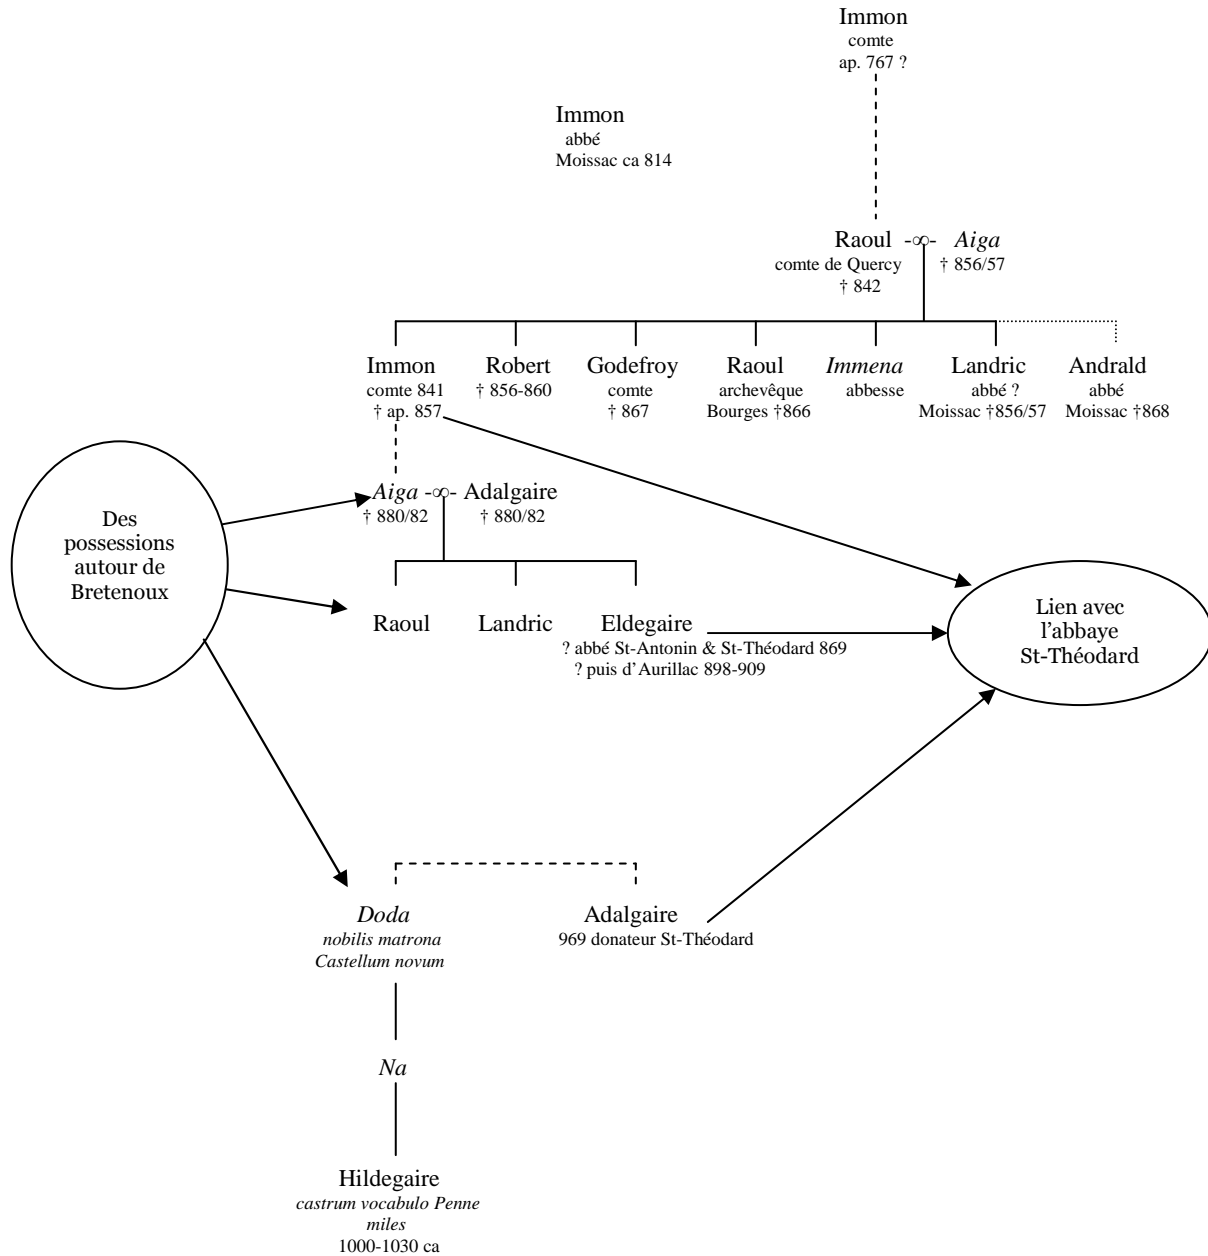 Immon
comte
ap. 767 ?
Immon
abbé
Moissac ca 814
Raoul -∞- Aiga
comte de Quercy † 856/57
† 842
Immon Robert Godefroy Raoul Immena Landric Andrald
comte 841 † 856-860 comte archevêque abbesse abbé ? abbé
† ap. 857 † 867 Bourges †866 Moissac †856/57 Moissac †868
Aiga -∞- Adalgaire
† 880/82 † 880/82
Des
possessions
autour de
Bretenoux
Raoul Landric Eldegaire
? abbé St-Antonin & St-Théodard 869
? puis d'Aurillac 898-909
Lien avec
l'abbaye
St-Théodard
Doda Adalgaire
nobilis matrona 969 donateur St-Théodard
Castellum novum
Na
Hildegaire
castrum vocabulo Penne
miles
1000-1030 ca